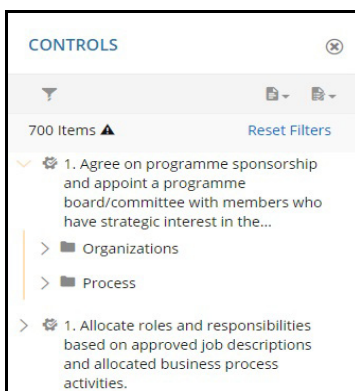 CONTROLS
700 Items
Reset Filters
1. Agree on programme sponsorship
and appoint a programme
board/committee with members who
have strategic interest in the...
Organizations
Process
1. Allocate roles and responsibilities
based on approved job descriptions
and allocated business process
activities.